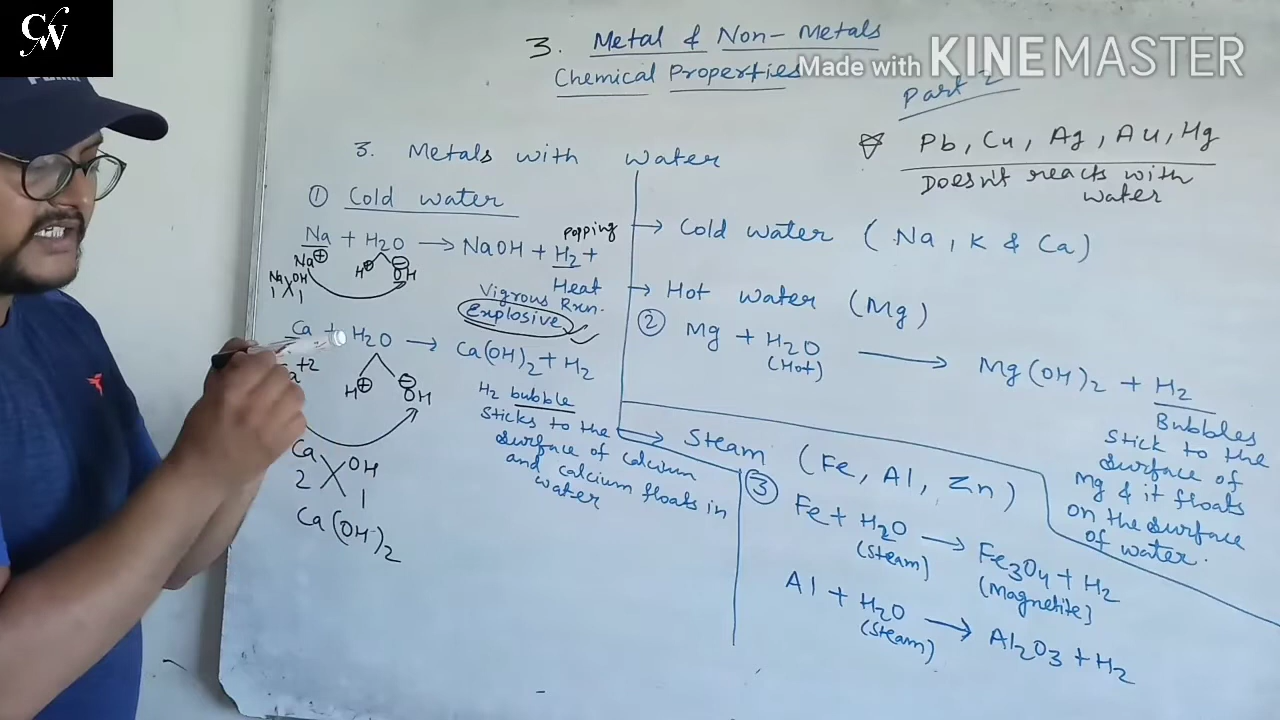 CW
3. Metal & Non-Metals
Chemical Properties
Made with KINEMASTER
Part 2
Pb, Cu, Ag, Au, Hg
Doesn't reacts with
water
3. Metals with water
① Cold water
Na + H2O → NaOH + H2 +
popping
Heat
Na⊕
H⊕ ⊖OH
Na OH
1 1
Vigrous Rxn.
explosive
Ca + H2O → Ca(OH)2 + H2
Ca+2
H⊕ ⊖OH
Ca OH
2 1
Ca(OH)2
H2 bubble
Sticks to the
surface of calcium
and calcium floats in
water
→ Cold water (Na, K & Ca)
→ Hot water (Mg)
② Mg + H2O → Mg(OH)2 + H2
(Hot)
Bubbles
Stick to the
surface of
Mg & it floats
on the surface
of water.
→ Steam (Fe, Al, Zn)
③ Fe + H2O → Fe3O4 + H2
(Steam) (Magnetite]
Al + H2O → Al2O3 + H2
(Steam)